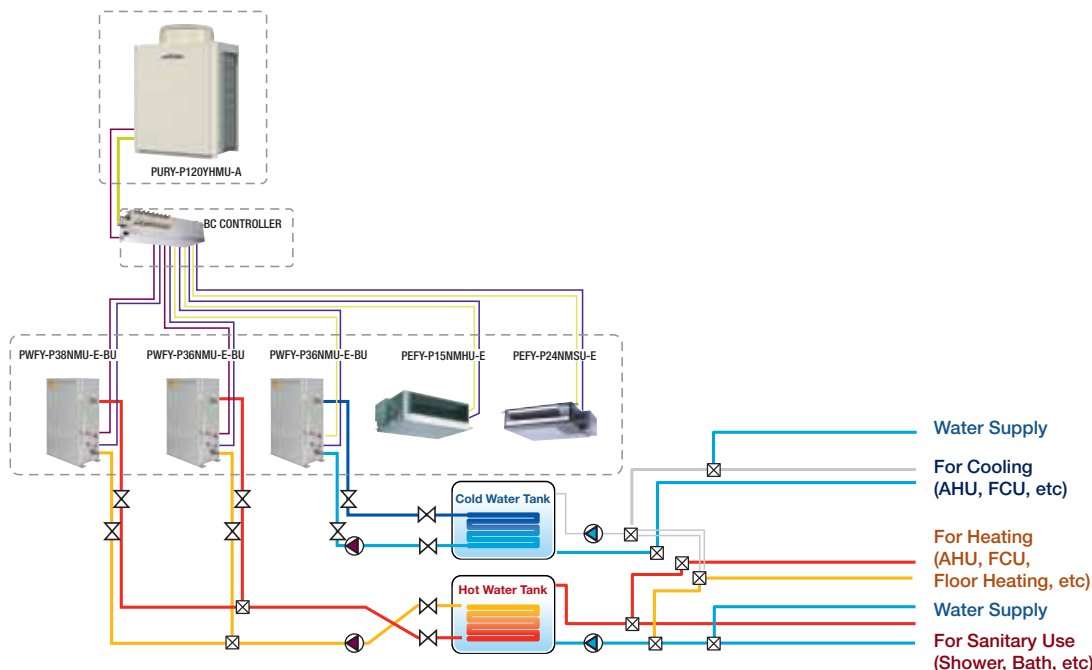 PURY-P120YHMU-A
BC CONTROLLER
PWFY-P38NMU-E-BU
PWFY-P36NMU-E-BU
PWFY-P36NMU-E-BU
PEFY-P15NMHU-E
PEFY-P24NMSU-E
Water Supply
For Cooling
(AHU, FCU, etc)
Cold Water Tank
For Heating
(AHU, FCU,
Floor Heating, etc)
Hot Water Tank
Water Supply
For Sanitary Use
(Shower, Bath, etc)